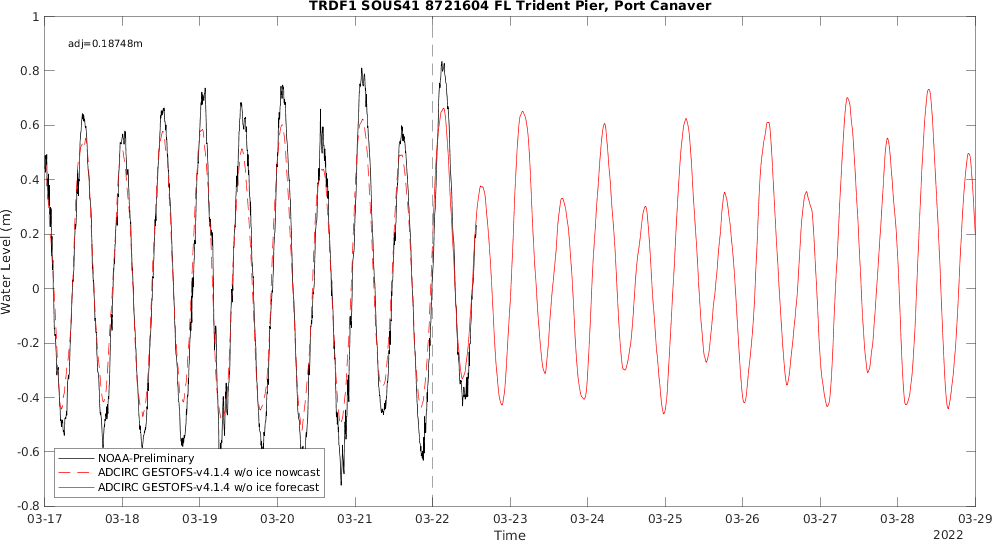 TRDF1 SOUS41 8721604 FL Trident Pier, Port Canaver
adj=0.18748m
Water Level (m)
1
0.8
0.6
0.4
0.2
0
-0.2
-0.4
-0.6
-0.8
NOAA-Preliminary
ADCIRC GESTOFS-v4.1.4 w/o ice nowcast
ADCIRC GESTOFS-v4.1.4 w/o ice forecast
03-17 03-18 03-19 03-20 03-21 03-22 03-23 03-24 03-25 03-26 03-27 03-28 03-29
Time
2022